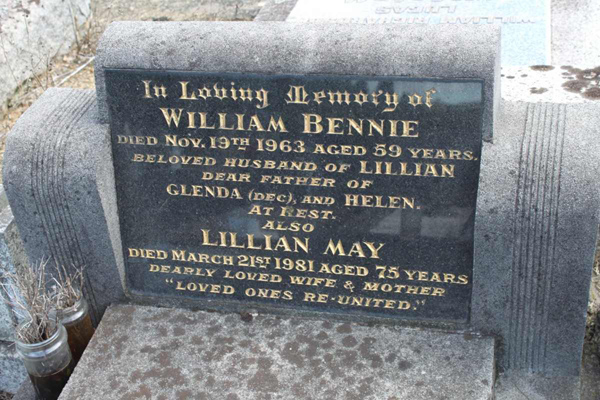 In Loving Memory of
WILLIAM BENNIE
DIED NOV. 19TH 1963 AGED 59 YEARS.
BELOVED HUSBAND OF LILLIAN
DEAR FATHER OF
GLENDA (DEC), AND HELEN.
AT REST.
ALSO
LILLIAN MAY
DIED MARCH 21ST 1981 AGED 75 YEARS
DEARLY LOVED WIFE & MOTHER
"LOVED ONES RE-UNITED."